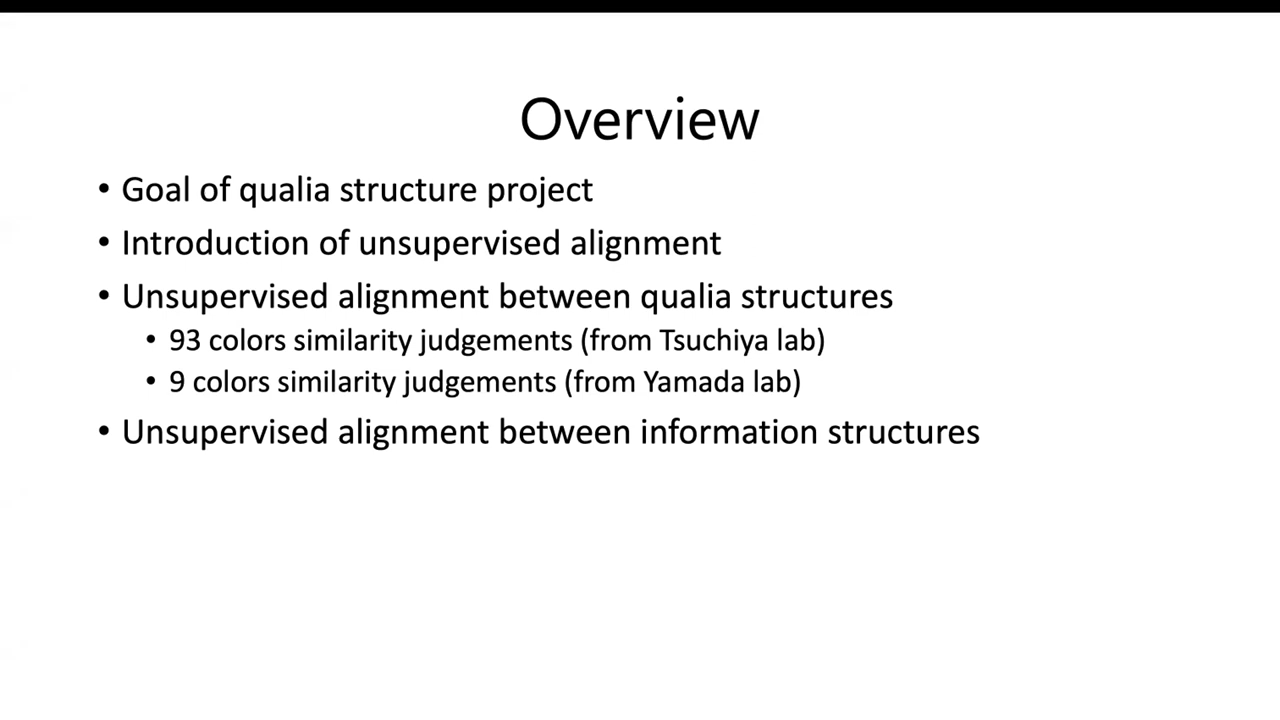 Overview
• Goal of qualia structure project
• Introduction of unsupervised alignment
• Unsupervised alignment between qualia structures
• 93 colors similarity judgements (from Tsuchiya lab)
• 9 colors similarity judgements (from Yamada lab)
• Unsupervised alignment between information structures